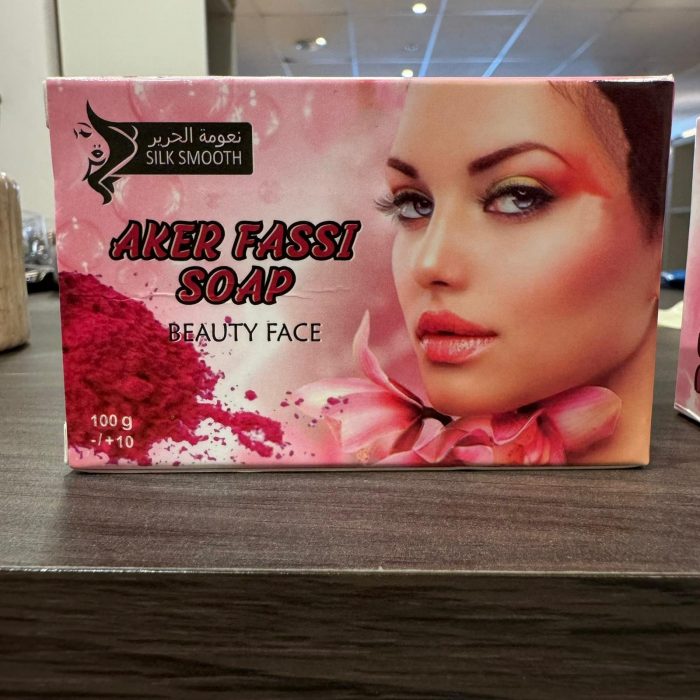 نعومة الحرير
SILK SMOOTH
AKER FASSI
SOAP
BEAUTY FACE
100 g
-/+10